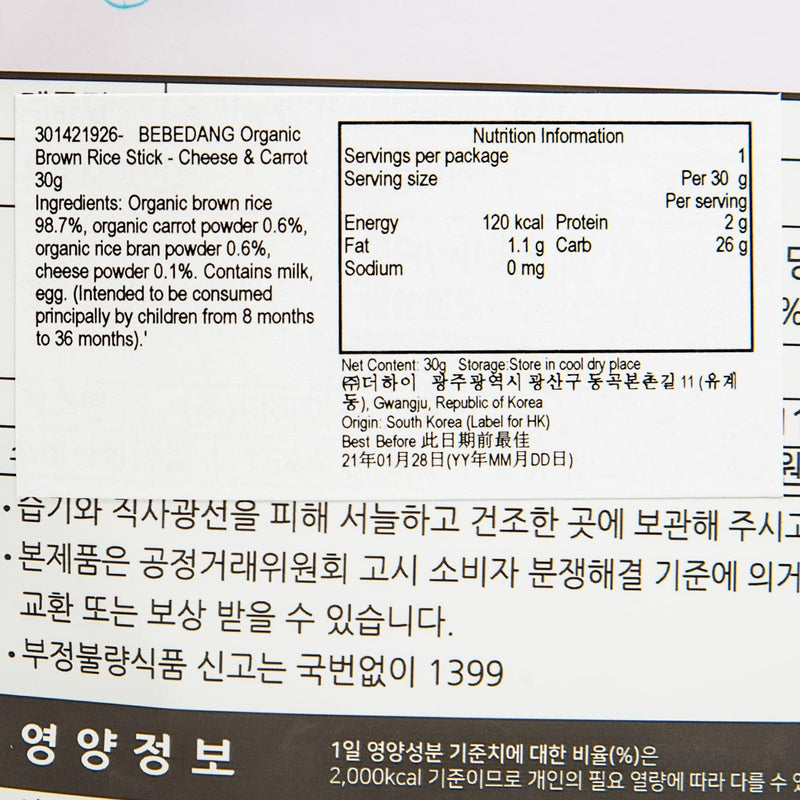 301421926- BEBEDANG Organic
Brown Rice Stick - Cheese & Carrot
30g
Ingredients: Organic brown rice
98.7%, organic carrot powder 0.6%,
organic rice bran powder 0.6%,
cheese powder 0.1%. Contains milk,
egg. (Intended to be consumed
principally by children from 8 months
to 36 months).'
Nutrition Information
Servings per package 1
Serving size Per 30 g
Per serving
Energy 120 kcal Protein 2 g
Fat 1.1 g Carb 26 g
Sodium 0 mg
Net Content: 30g Storage:Store in cool dry place
㈜더하이 광주광역시 광산구 동곡본촌길 11 (유계
동), Gwangju, Republic of Korea
Origin: South Korea (Label for HK)
Best Before 此日期前最佳
21年01月28日(YY年MM月DD日)
•습기와 직사광선을 피해 서늘하고 건조한 곳에 보관해 주시고
•본제품은 공정거래위원회 고시 소비자 분쟁해결 기준에 의거
교환 또는 보상 받을 수 있습니다.
•부정불량식품 신고는 국번없이 1399
영양정보
1일 영양성분 기준치에 대한 비율(%)은
2,000kcal 기준이므로 개인의 필요 열량에 따라 다를 수